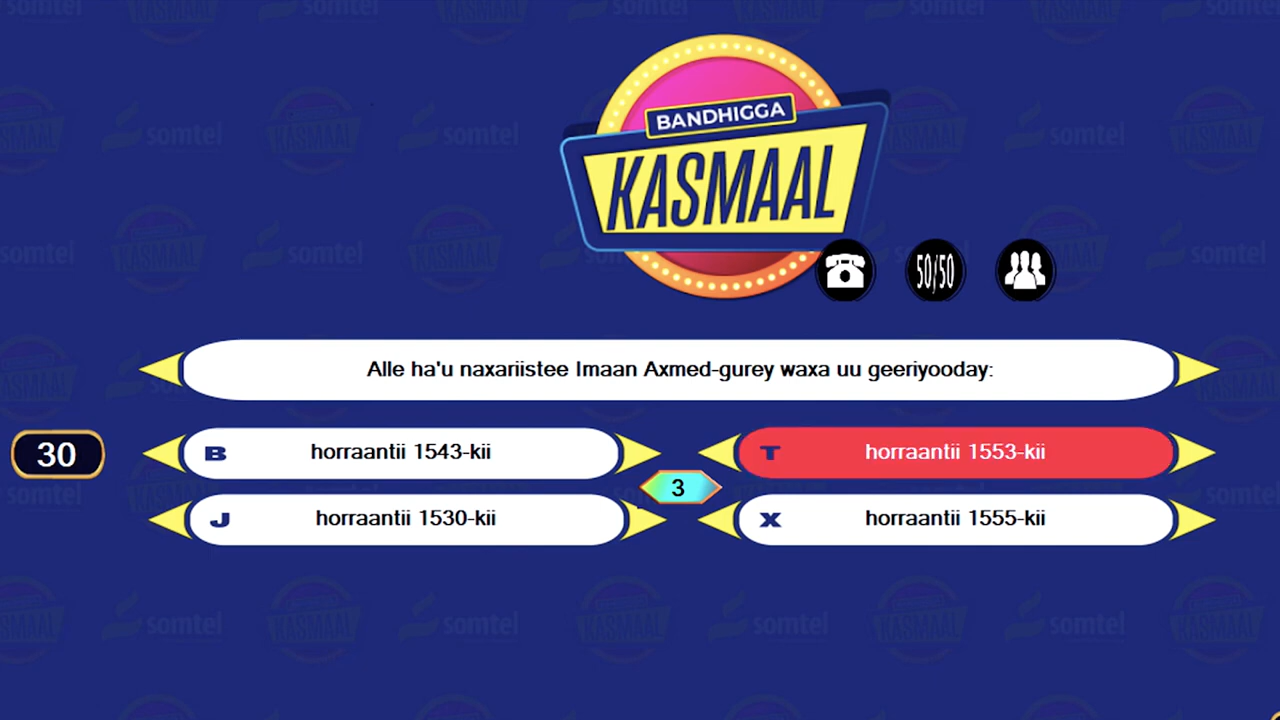 BANDHIGGA
KASMAAL
50/50
Alle ha'u naxariistee Imaan Axmed-gurey waxa uu geeriyooday:
30
B horraantii 1543-kii
T horraantii 1553-kii
3
J horraantii 1530-kii
X horraantii 1555-kii
somtel